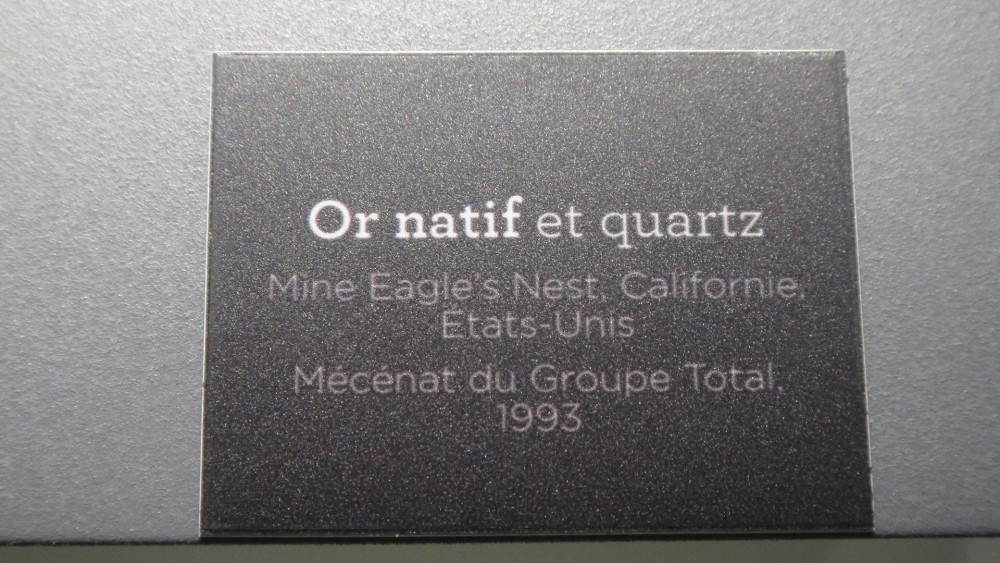 Or natif et quartz
Mine Eagle's Nest, Californie,
États-Unis
Mécénat du Groupe Total,
1993